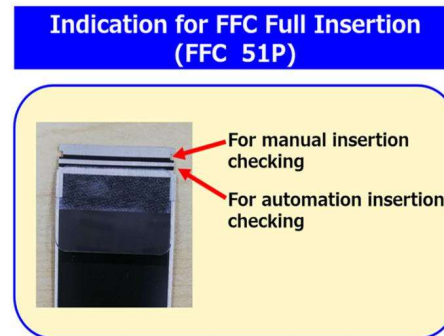 Indication for FFC Full Insertion
(FFC 51P)
For manual insertion
checking
For automation insertion
checking